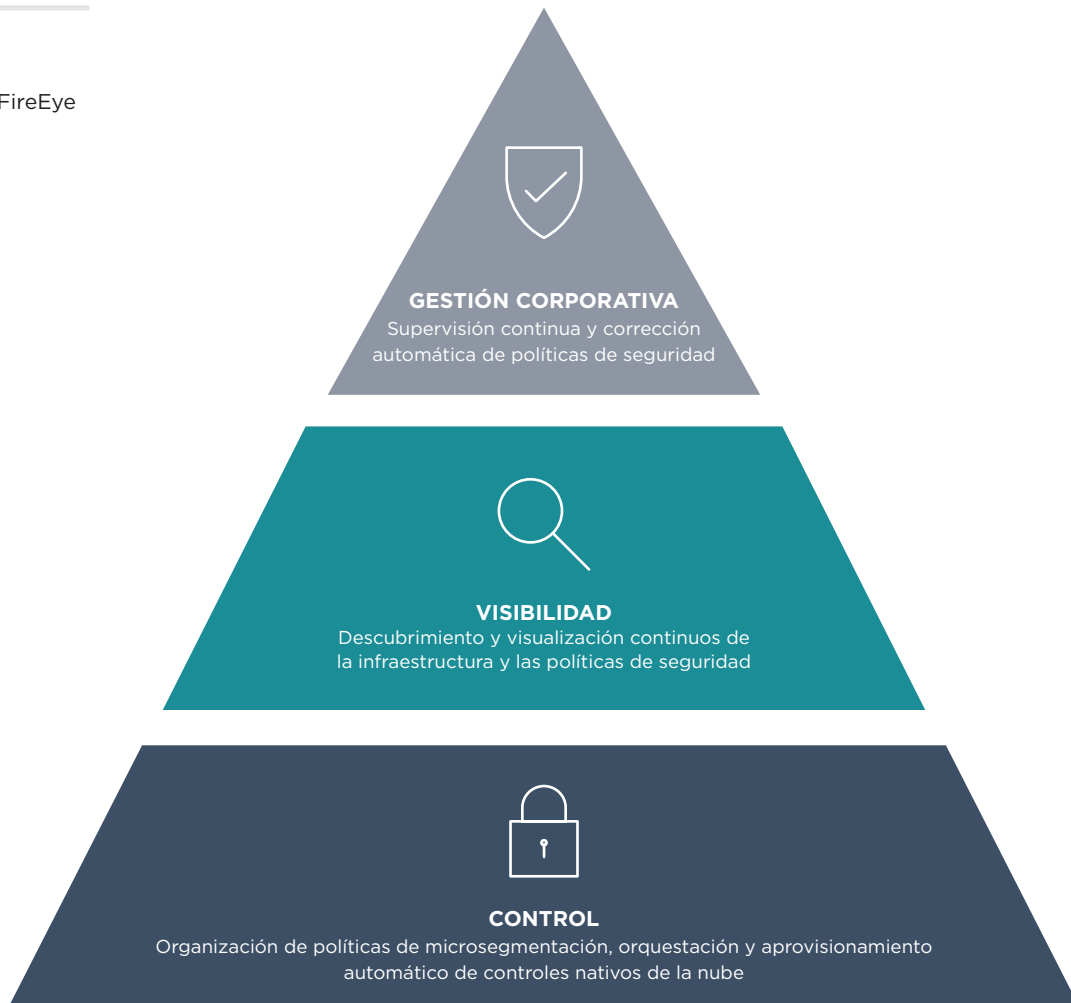 FireEye
GESTIÓN CORPORATIVA
Supervisión continua y corrección
automática de políticas de seguridad
VISIBILIDAD
Descubrimiento y visualización continuos de
la infraestructura y las políticas de seguridad
CONTROL
Organización de políticas de microsegmentación, orquestación y aprovisionamiento
automático de controles nativos de la nube